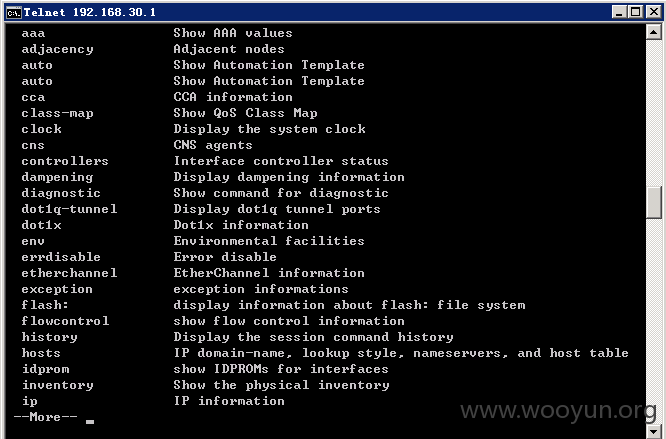 Telnet 192.168.30.1
aaa Show AAA values
adjacency Adjacent nodes
auto Show Automation Template
auto Show Automation Template
cca CCA information
class-map Show QoS Class Map
clock Display the system clock
cns CNS agents
controllers Interface controller status
dampening Display dampening information
diagnostic Show command for diagnostic
dot1q-tunnel Display dot1q tunnel ports
dot1x Dot1x information
env Environmental facilities
errdisable Error disable
etherchannel EtherChannel information
exception exception informations
flash: display information about flash: file system
flowcontrol show flow control information
history Display the session command history
hosts IP domain-name, lookup style, nameservers, and host table
idprom show IDPROMs for interfaces
inventory Show the physical inventory
ip IP information
--More--
www.wooyun.org